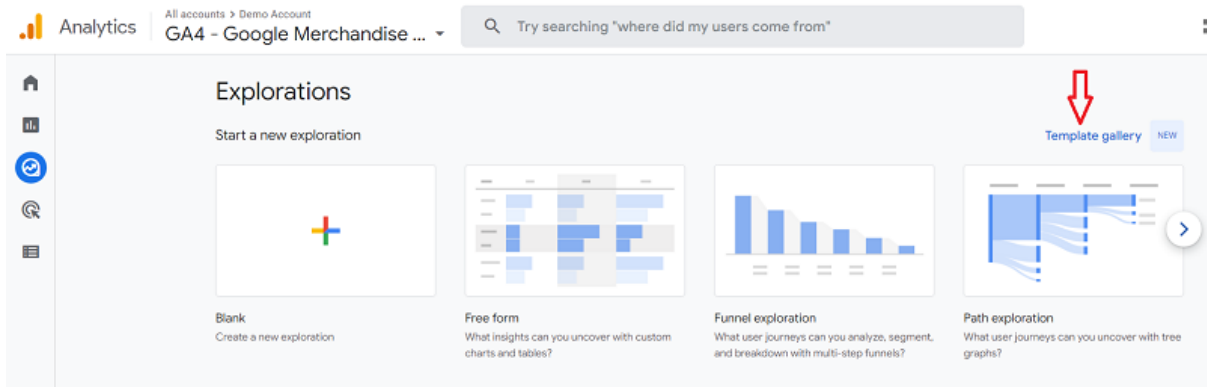 Analytics
All accounts > Demo Account
GA4 - Google Merchandise ...
Try searching "where did my users come from"
Explorations
Start a new exploration
Template gallery
NEW
Blank
Create a new exploration
Free form
What insights can you uncover with custom
charts and tables?
Funnel exploration
What user journeys can you analyze, segment,
and breakdown with multi-step funnels?
Path exploration
What user journeys can you uncover with tree
graphs?